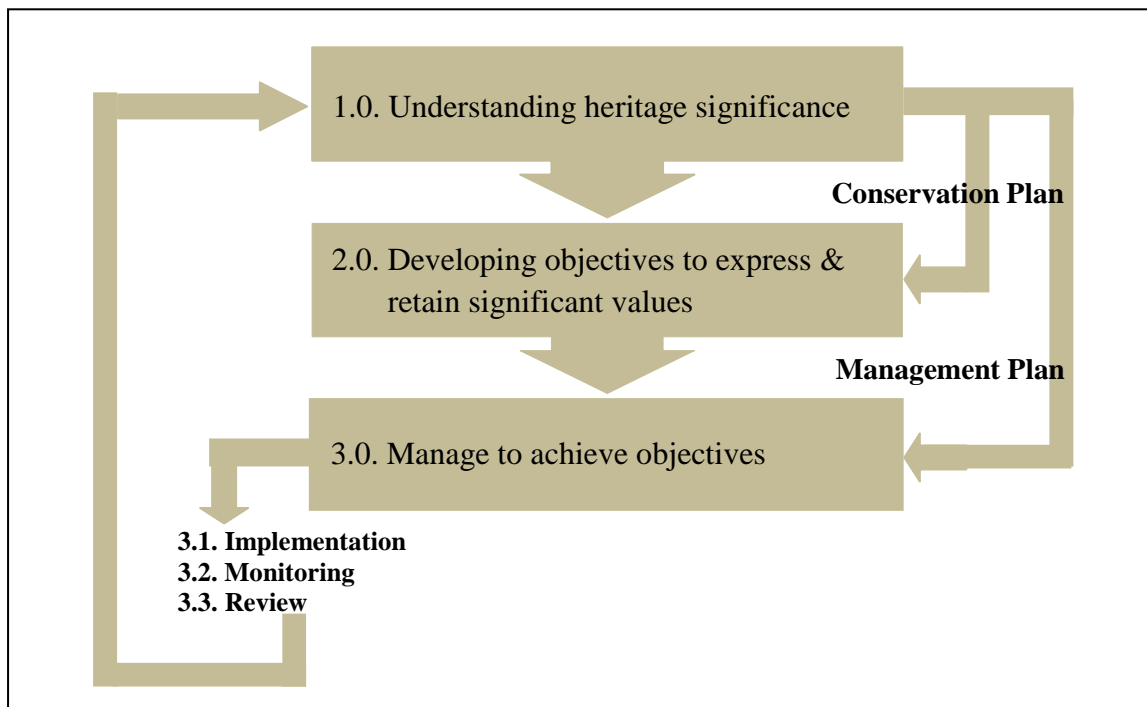 1.0. Understanding heritage significance
Conservation Plan
2.0. Developing objectives to express &
retain significant values
Management Plan
3.0. Manage to achieve objectives
3.1. Implementation
3.2. Monitoring
3.3. Review